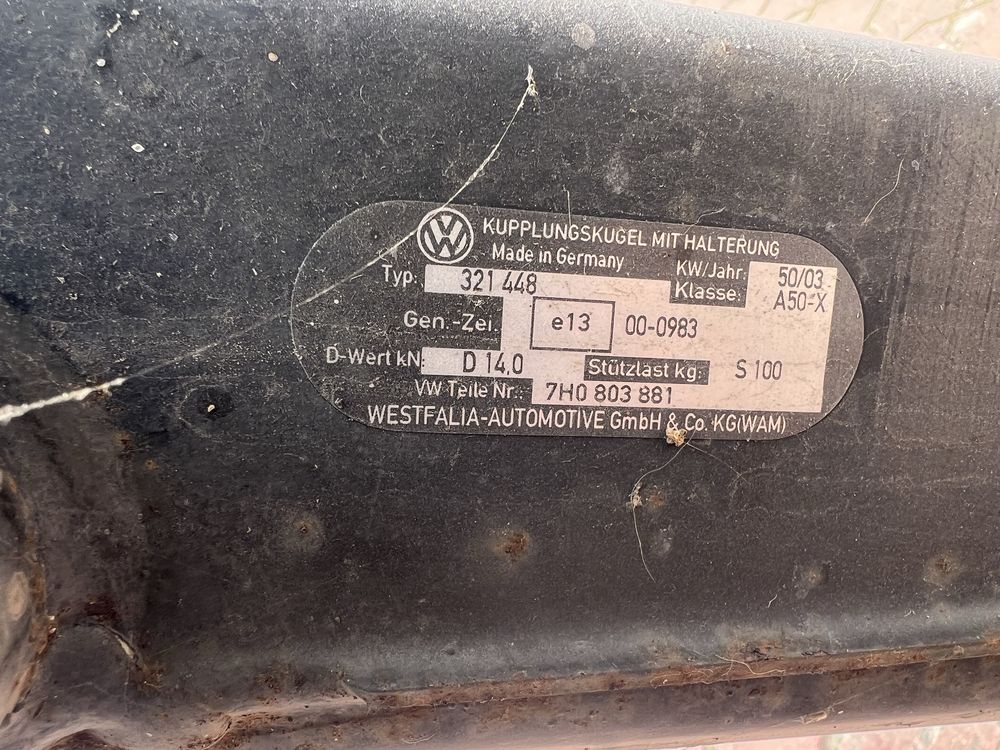 VW KUPPLUNGSKUGEL MIT HALTERUNG
Made in Germany
Typ: 321 448 KW/Jahr: 50/03
Klasse: A50-X
Gen.-Zei. e13 00-0983
D-Wert kN: D 14,0 Stützlast kg: S 100
VW Teile Nr.: 7H0 803 881
WESTFALIA-AUTOMOTIVE GmbH & Co. KG(WAM)